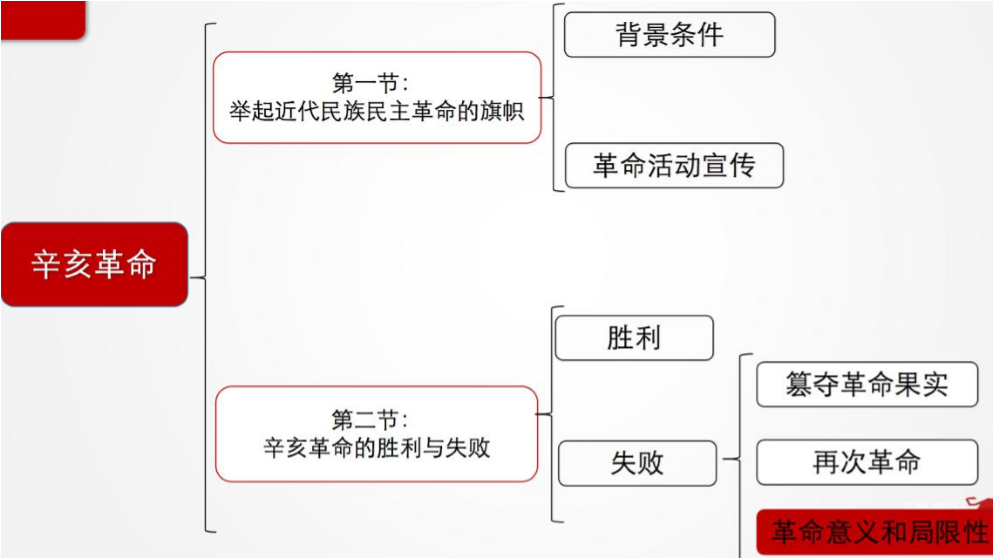 辛亥革命
第一节：
举起近代民族民主革命的旗帜
背景条件
革命活动宣传
第二节：
辛亥革命的胜利与失败
胜利
失败
篡夺革命果实
再次革命
革命意义和局限性